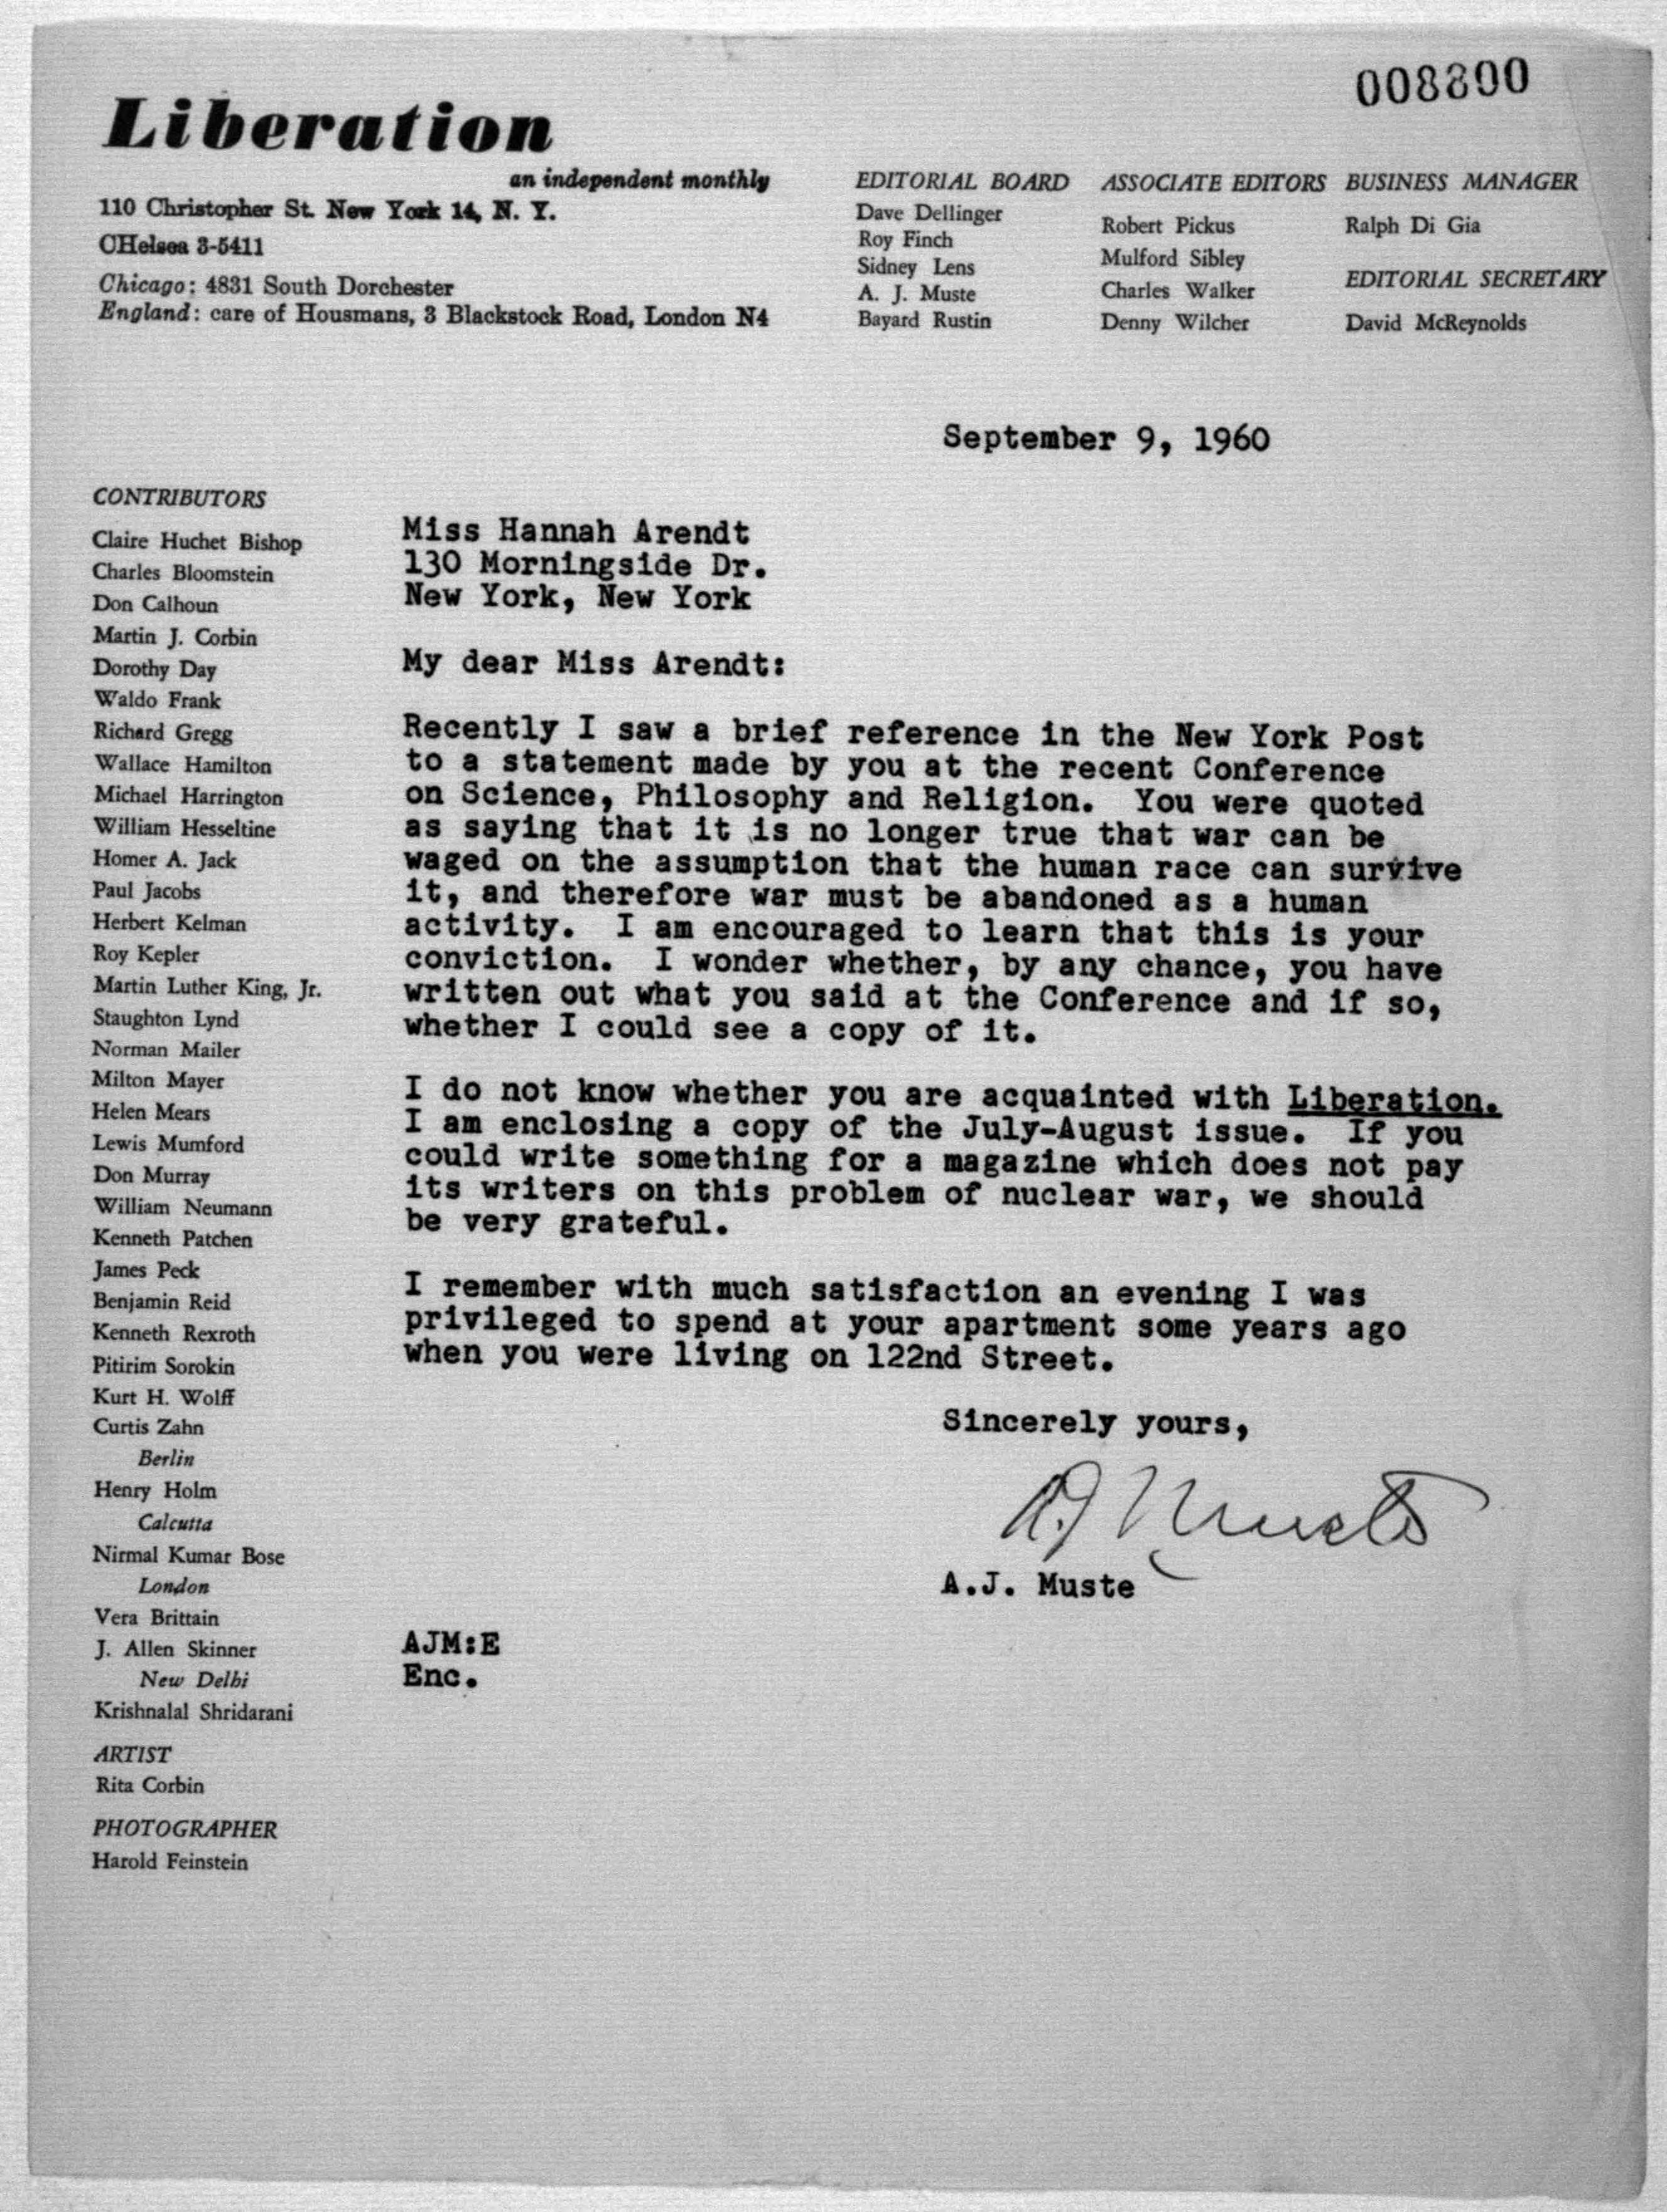 008800
Liberation
an independent monthly
110 Christopher St. New York 14, N. Y.
CHelsea 3-5411
Chicago: 4831 South Dorchester
England: care of Housmans, 3 Blackstock Road, London N4
EDITORIAL BOARD
Dave Dellinger
Roy Finch
Sidney Lens
A. J. Muste
Bayard Rustin
ASSOCIATE EDITORS
Robert Pickus
Mulford Sibley
Charles Walker
Denny Wilcher
BUSINESS MANAGER
Ralph Di Gia
EDITORIAL SECRETARY
David McReynolds
September 9, 1960
CONTRIBUTORS
Claire Huchet Bishop
Charles Bloomstein
Don Calhoun
Martin J. Corbin
Dorothy Day
Waldo Frank
Richard Gregg
Wallace Hamilton
Michael Harrington
William Hesseltine
Homer A. Jack
Paul Jacobs
Herbert Kelman
Roy Kepler
Martin Luther King, Jr.
Staughton Lynd
Norman Mailer
Milton Mayer
Helen Mears
Lewis Mumford
Don Murray
William Neumann
Kenneth Patchen
James Peck
Benjamin Reid
Kenneth Rexroth
Pitirim Sorokin
Kurt H. Wolff
Curtis Zahn
Berlin
Henry Holm
Calcutta
Nirmal Kumar Bose
London
Vera Brittain
J. Allen Skinner
New Delhi
Krishnalal Shridarani
ARTIST
Rita Corbin
PHOTOGRAPHER
Harold Feinstein
Miss Hannah Arendt
130 Morningside Dr.
New York, New York
My dear Miss Arendt:
Recently I saw a brief reference in the New York Post
to a statement made by you at the recent Conference
on Science, Philosophy and Religion. You were quoted
as saying that it is no longer true that war can be
waged on the assumption that the human race can survive
it, and therefore war must be abandoned as a human
activity. I am encouraged to learn that this is your
conviction. I wonder whether, by any chance, you have
written out what you said at the Conference and if so,
whether I could see a copy of it.
I do not know whether you are acquainted with Liberation.
I am enclosing a copy of the July-August issue. If you
could write something for a magazine which does not pay
its writers on this problem of nuclear war, we should
be very grateful.
I remember with much satisfaction an evening I was
privileged to spend at your apartment some years ago
when you were living on 122nd Street.
Sincerely yours,
A.J. Muste
A.J. Muste
AJM:E
Enc.